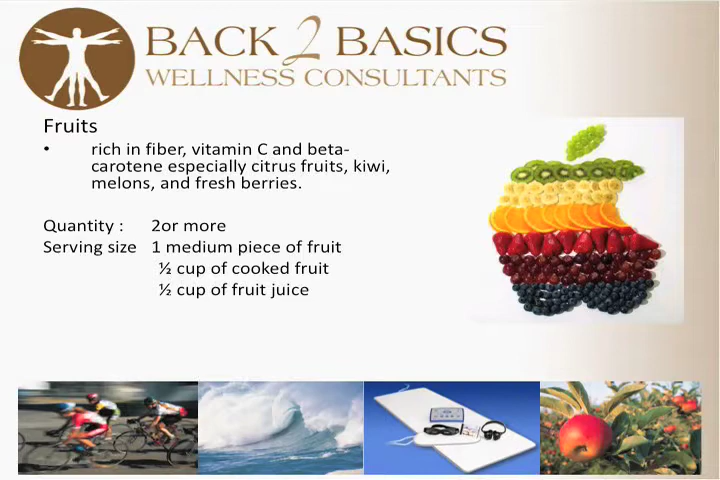 BACK 2 BASICS
WELLNESS CONSULTANTS
Fruits
• rich in fiber, vitamin C and beta-
carotene especially citrus fruits, kiwi,
melons, and fresh berries.
Quantity : 2or more
Serving size 1 medium piece of fruit
½ cup of cooked fruit
½ cup of fruit juice